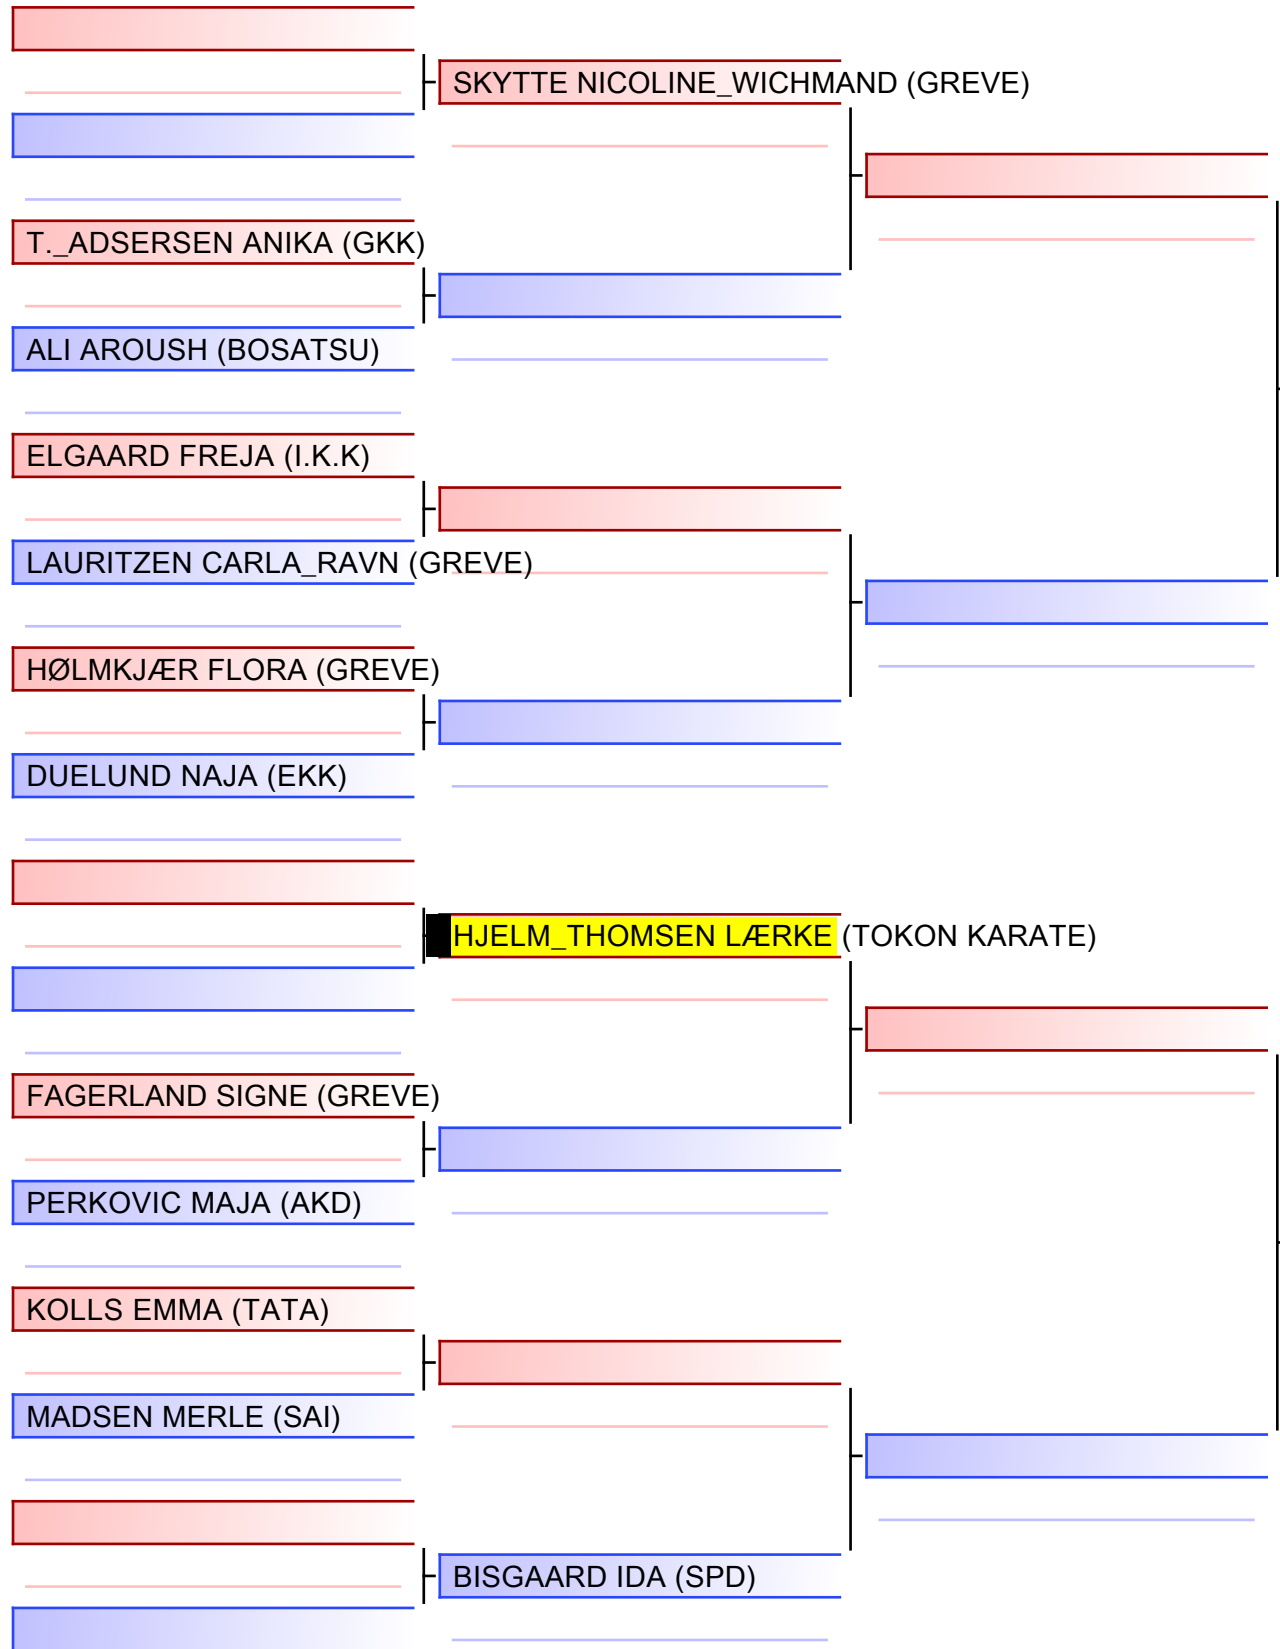 SKYTTE NICOLINE_WICHMAND (GREVE)
T._ADSERSEN ANIKA (GKK)
ALI AROUSH (BOSATSU)
ELGAARD FREJA (I.K.K)
LAURITZEN CARLA_RAVN (GREVE)
HØLMKJÆR FLORA (GREVE)
DUELUND NAJA (EKK)
HJELM_THOMSEN LÆRKE (TOKON KARATE)
FAGERLAND SIGNE (GREVE)
PERKOVIC MAJA (AKD)
KOLLS EMMA (TATA)
MADSEN MERLE (SAI)
BISGAARD IDA (SPD)